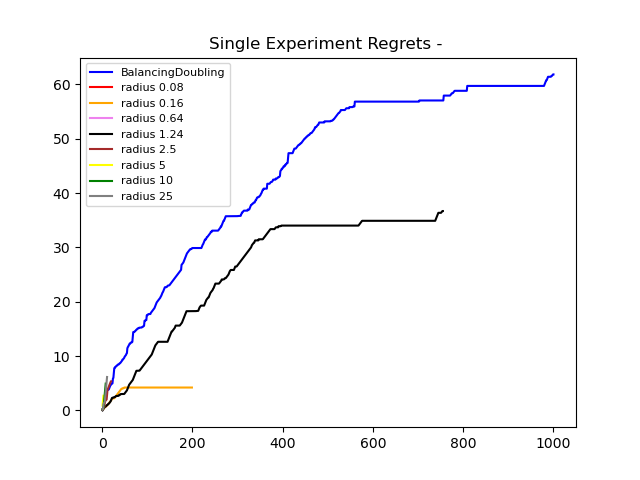 Single Experiment Regrets -
BalancingDoubling
radius 0.08
radius 0.16
radius 0.64
radius 1.24
radius 2.5
radius 5
radius 10
radius 25
60
50
40
30
20
10
0
0 200 400 600 800 1000